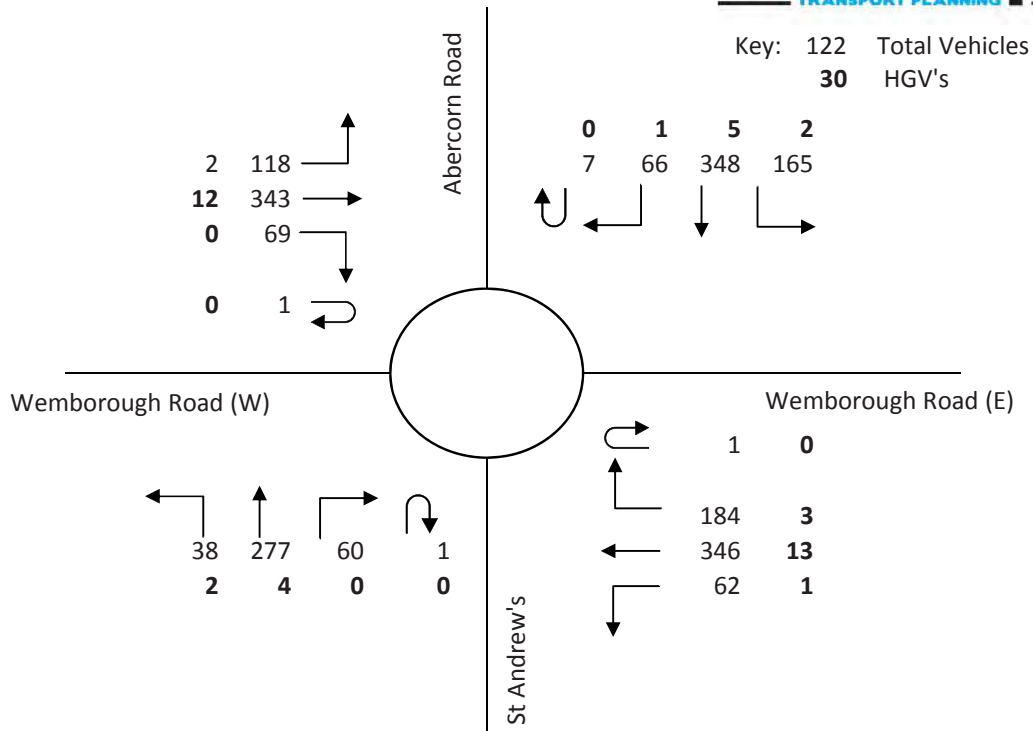 TRANSPORT PLANNING
Key: 122 Total Vehicles
30 HGV's
Abercorn Road
0 1 5 2
7 66 348 165
2 118
12 343
0 69
0 1
Wemborough Road (W)
Wemborough Road (E)
1 0
184 3
346 13
62 1
38 277 60 1
2 4 0 0
St Andrew's